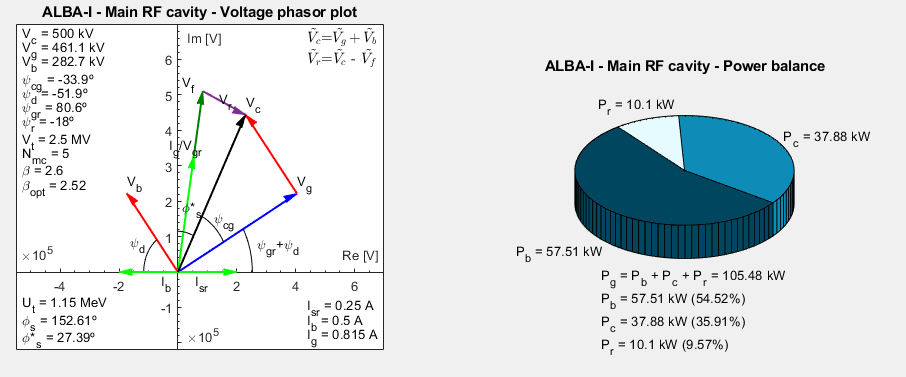 ALBA-I - Main RF cavity - Voltage phasor plot
V_c = 500 kV
V_g = 461.1 kV
V_b = 282.7 kV
ψ_cg = -33.9º
ψ_d = -51.9º
ψ_gr = 80.6º
ψ_r = -18º
V_t = 2.5 MV
N_mc = 5
β = 2.6
β_opt = 2.52
Im [V]
Ṽ_c=Ṽ_g + Ṽ_b
Ṽ_r=Ṽ_c - Ṽ_f
6
5
4
3
2
1
-1
V_f
V_r
V_c
I_g/V_gr
V_b
V_g
ϕ*_s
ψ_cg
ψ_d
ψ_gr+ψ_d
×10^5
Re [V]
-4
-2
2
4
6
I_b
I_sr
U_t = 1.15 MeV
ϕ_s = 152.61º
ϕ*_s = 27.39º
×10^5
I_sr = 0.25 A
I_b = 0.5 A
I_g = 0.815 A
ALBA-I - Main RF cavity - Power balance
P_r = 10.1 kW
P_c = 37.88 kW
P_b = 57.51 kW
P_g = P_b + P_c + P_r = 105.48 kW
P_b = 57.51 kW (54.52%)
P_c = 37.88 kW (35.91%)
P_r = 10.1 kW (9.57%)